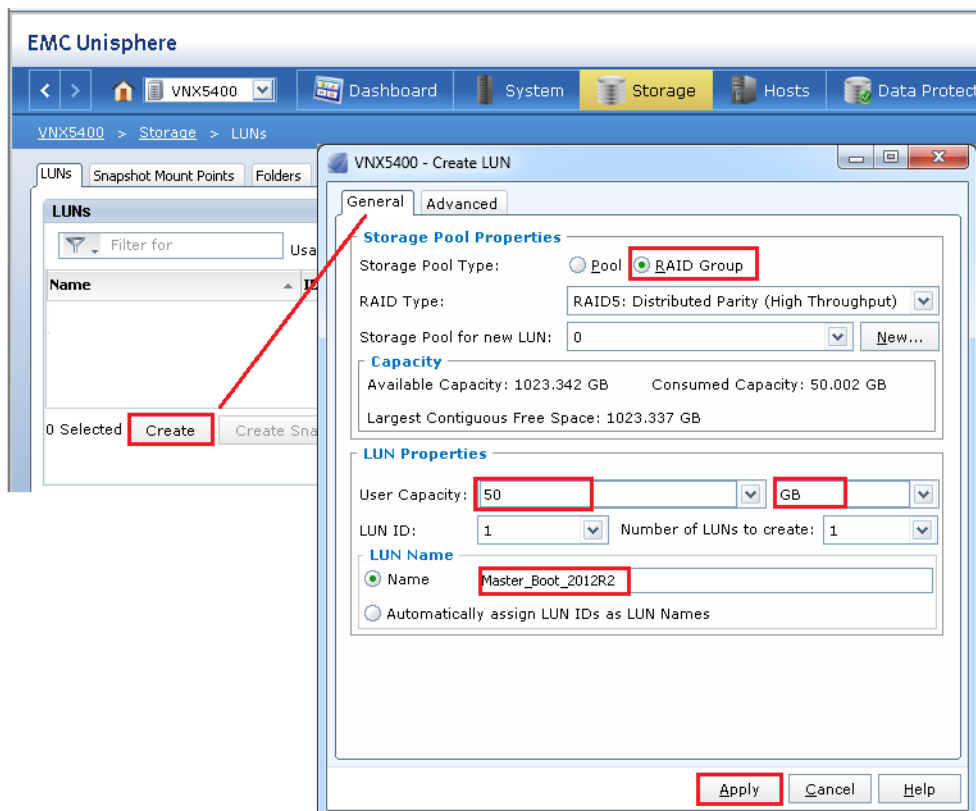 EMC Unisphere
VNX5400 Dashboard System Storage Hosts Data Protect
VNX5400 > Storage > LUNs
LUNs Snapshot Mount Points Folders
LUNs
Filter for Usa
Name ID
0 Selected Create Create Sna
VNX5400 - Create LUN
General Advanced
Storage Pool Properties
Storage Pool Type: Pool RAID Group
RAID Type: RAID5: Distributed Parity (High Throughput)
Storage Pool for new LUN: 0 New...
Capacity
Available Capacity: 1023.342 GB Consumed Capacity: 50.002 GB
Largest Contiguous Free Space: 1023.337 GB
LUN Properties
User Capacity: 50 GB
LUN ID: 1 Number of LUNs to create: 1
LUN Name
Name Master_Boot_2012R2
Automatically assign LUN IDs as LUN Names
Apply Cancel Help